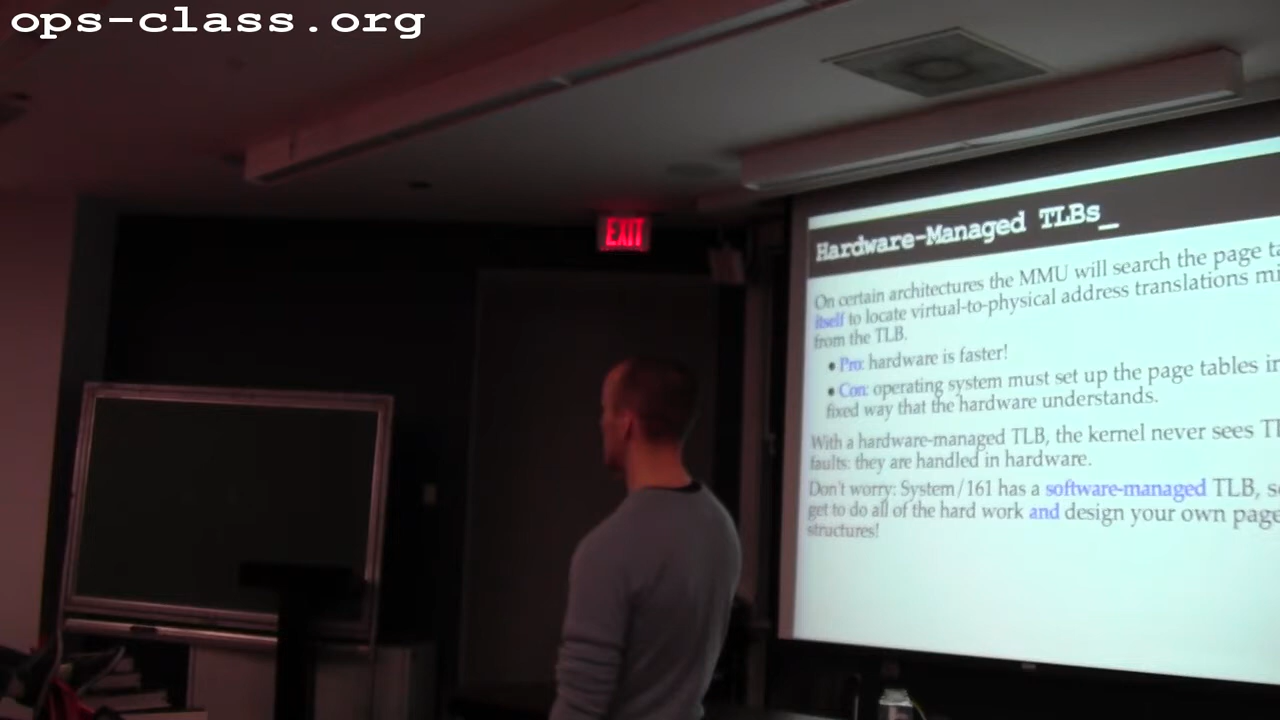 ops-class.org
EXIT
Hardware-Managed TLBs_
On certain architectures the MMU will search the page
itself to locate virtual-to-physical address translations
from the TLB.
• Pro: hardware is faster!
• Con: operating system must set up the page tables in
fixed way that the hardware understands.
With a hardware-managed TLB, the kernel never sees
faults: they are handled in hardware.
Don't worry: System/161 has a software-managed TLB,
get to do all of the hard work and design your own page
structures!